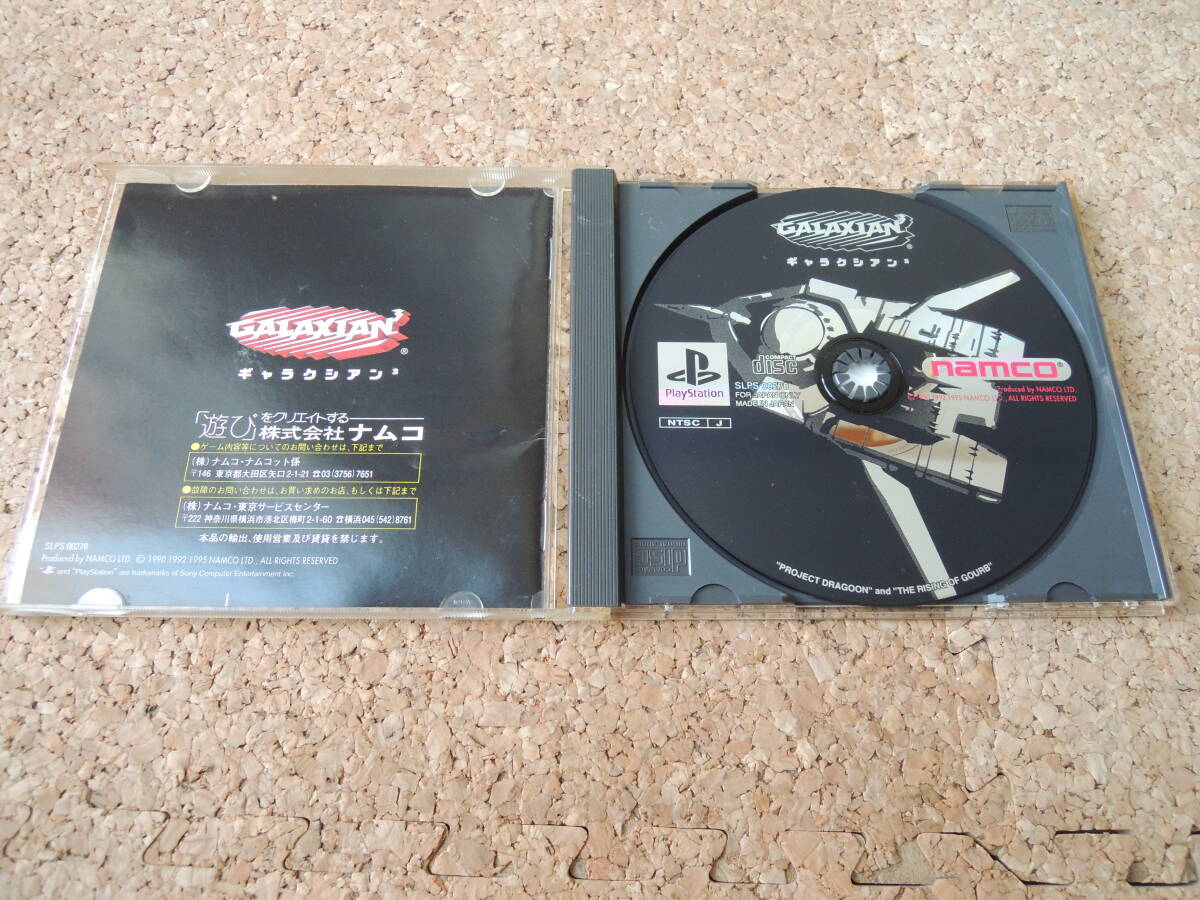 GALAXIAN³
®
ギャラクシアン³
「遊び」をクリエイトする
株式会社ナムコ
●ゲーム内容等についてのお問い合わせは、下記まで
(株)ナムコ・ナムコット係
〒146 東京都大田区矢口2-1-21 ☎03(3756)7651
●故障のお問い合わせは、お買い求めのお店、もしくは下記まで
(株)ナムコ・東京サービスセンター
〒222 神奈川県横浜市港北区樽町2-1-60 ☎横浜045(542)8761
本品の輸出、使用営業及び賃貸を禁じます。
SLPS 00270
Produced by NAMCO LTD. © 1990 1992 1995 NAMCO LTD., ALL RIGHTS RESERVED
and "PlayStation" are trademarks of Sony Computer Entertainment Inc.
GALAXIAN³
®
ギャラクシアン³
PlayStation
COMPACT
disc
SLPS-00270
FOR JAPAN ONLY
MADE IN JAPAN
NTSC J
namco®
Produced by NAMCO LTD.
1990 1992 1995 NAMCO LTD., ALL RIGHTS RESERVED
"PROJECT DRAGOON" and "THE RISING OF GOURB"